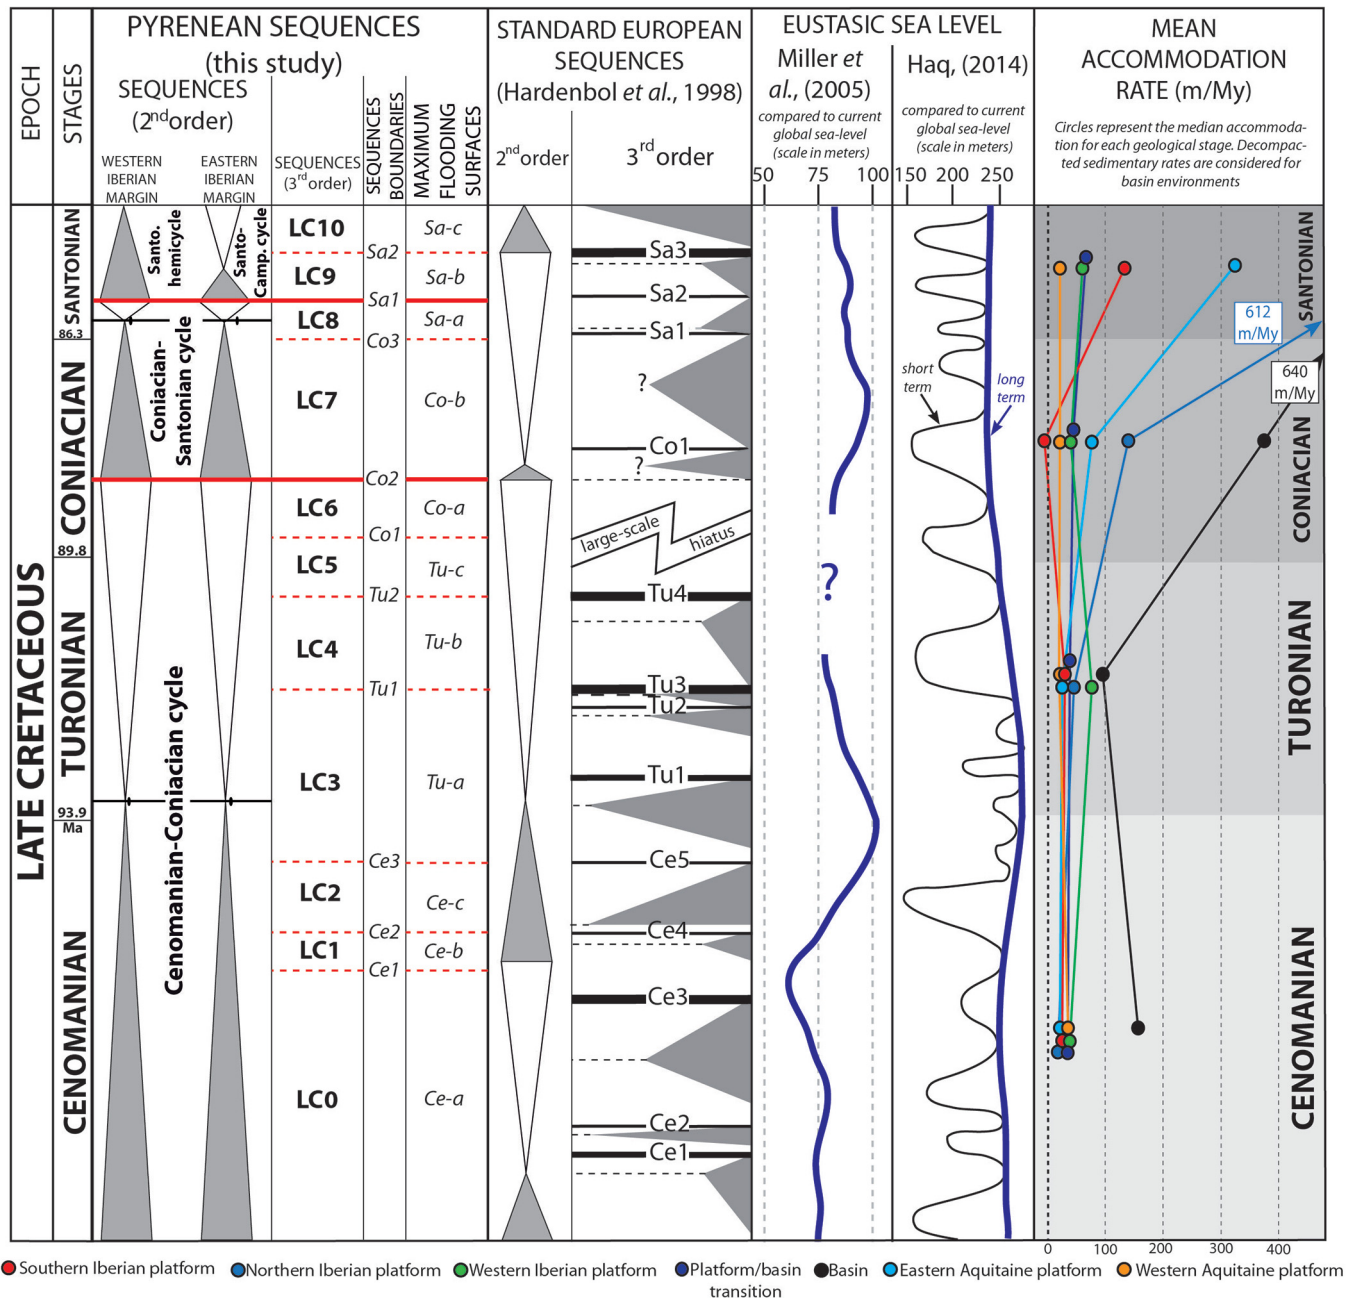 EPOCH
STAGES
PYRENEAN SEQUENCES
(this study)
SEQUENCES
(2nd order)
WESTERN
IBERIAN
MARGIN
EASTERN
IBERIAN
MARGIN
SEQUENCES
(3rd order)
SEQUENCES
BOUNDARIES
MAXIMUM
FLOODING
SURFACES
STANDARD EUROPEAN
SEQUENCES
(Hardenbol et al., 1998)
2nd order
3rd order
EUSTASIC SEA LEVEL
Miller et
al., (2005)
compared to current
global sea-level
(scale in meters)
50 75 100
Haq, (2014)
compared to current
global sea-level
(scale in meters)
150 200 250
MEAN
ACCOMMODATION
RATE (m/My)
Circles represent the median accommoda-
tion for each geological stage. Decompac-
ted sedimentary rates are considered for
basin environments
LATE CRETACEOUS
SANTONIAN
86.3
CONIACIAN
89.8
TURONIAN
93.9
Ma
CENOMANIAN
Santo.
hemicycle
Santo-
Camp. cycle
Coniacian-
Santonian cycle
Cenomanian-Coniacian cycle
LC10
LC9
LC8
LC7
LC6
LC5
LC4
LC3
LC2
LC1
LC0
Sa2
Sa1
Co3
Co2
Co1
Tu2
Tu1
Ce3
Ce2
Ce1
Sa-c
Sa-b
Sa-a
Co-b
Co-a
Tu-c
Tu-b
Tu-a
Ce-c
Ce-b
Ce-a
Sa3
Sa2
Sa1
?
Co1
?
large-scale
hiatus
Tu4
Tu3
Tu2
Tu1
Ce5
Ce4
Ce3
Ce2
Ce1
?
short
term
long
term
612
m/My
640
m/My
SANTONIAN
CONIACIAN
TURONIAN
CENOMANIAN
0 100 200 300 400
Southern Iberian platform
Northern Iberian platform
Western Iberian platform
Platform/basin
transition
Basin
Eastern Aquitaine platform
Western Aquitaine platform